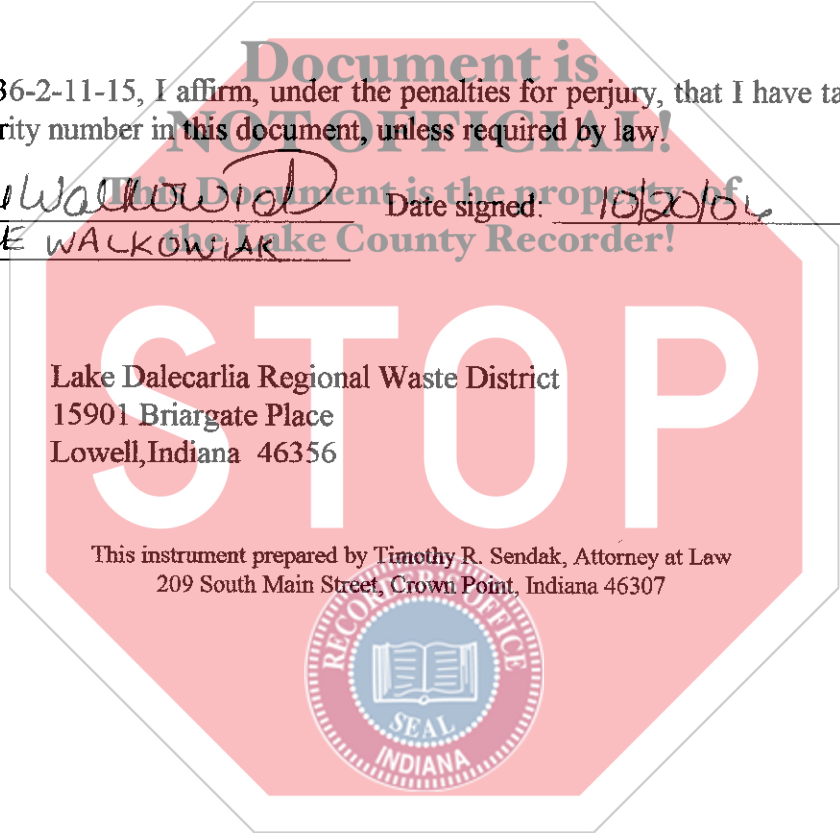 Document is
36-2-11-15, I affirm, under the penalties for perjury, that I have ta
rity number in this document, unless required by law.
NOT OFFICIAL!
This Document is the property of
Walkowiak Date signed: 10/20/06
the Lake County Recorder!
E WALKOWIAK
STOP
Lake Dalecarlia Regional Waste District
15901 Briargate Place
Lowell, Indiana 46356
This instrument prepared by Timothy R. Sendak, Attorney at Law
209 South Main Street, Crown Point, Indiana 46307
RECORDER'S OFFICE
SEAL
INDIANA